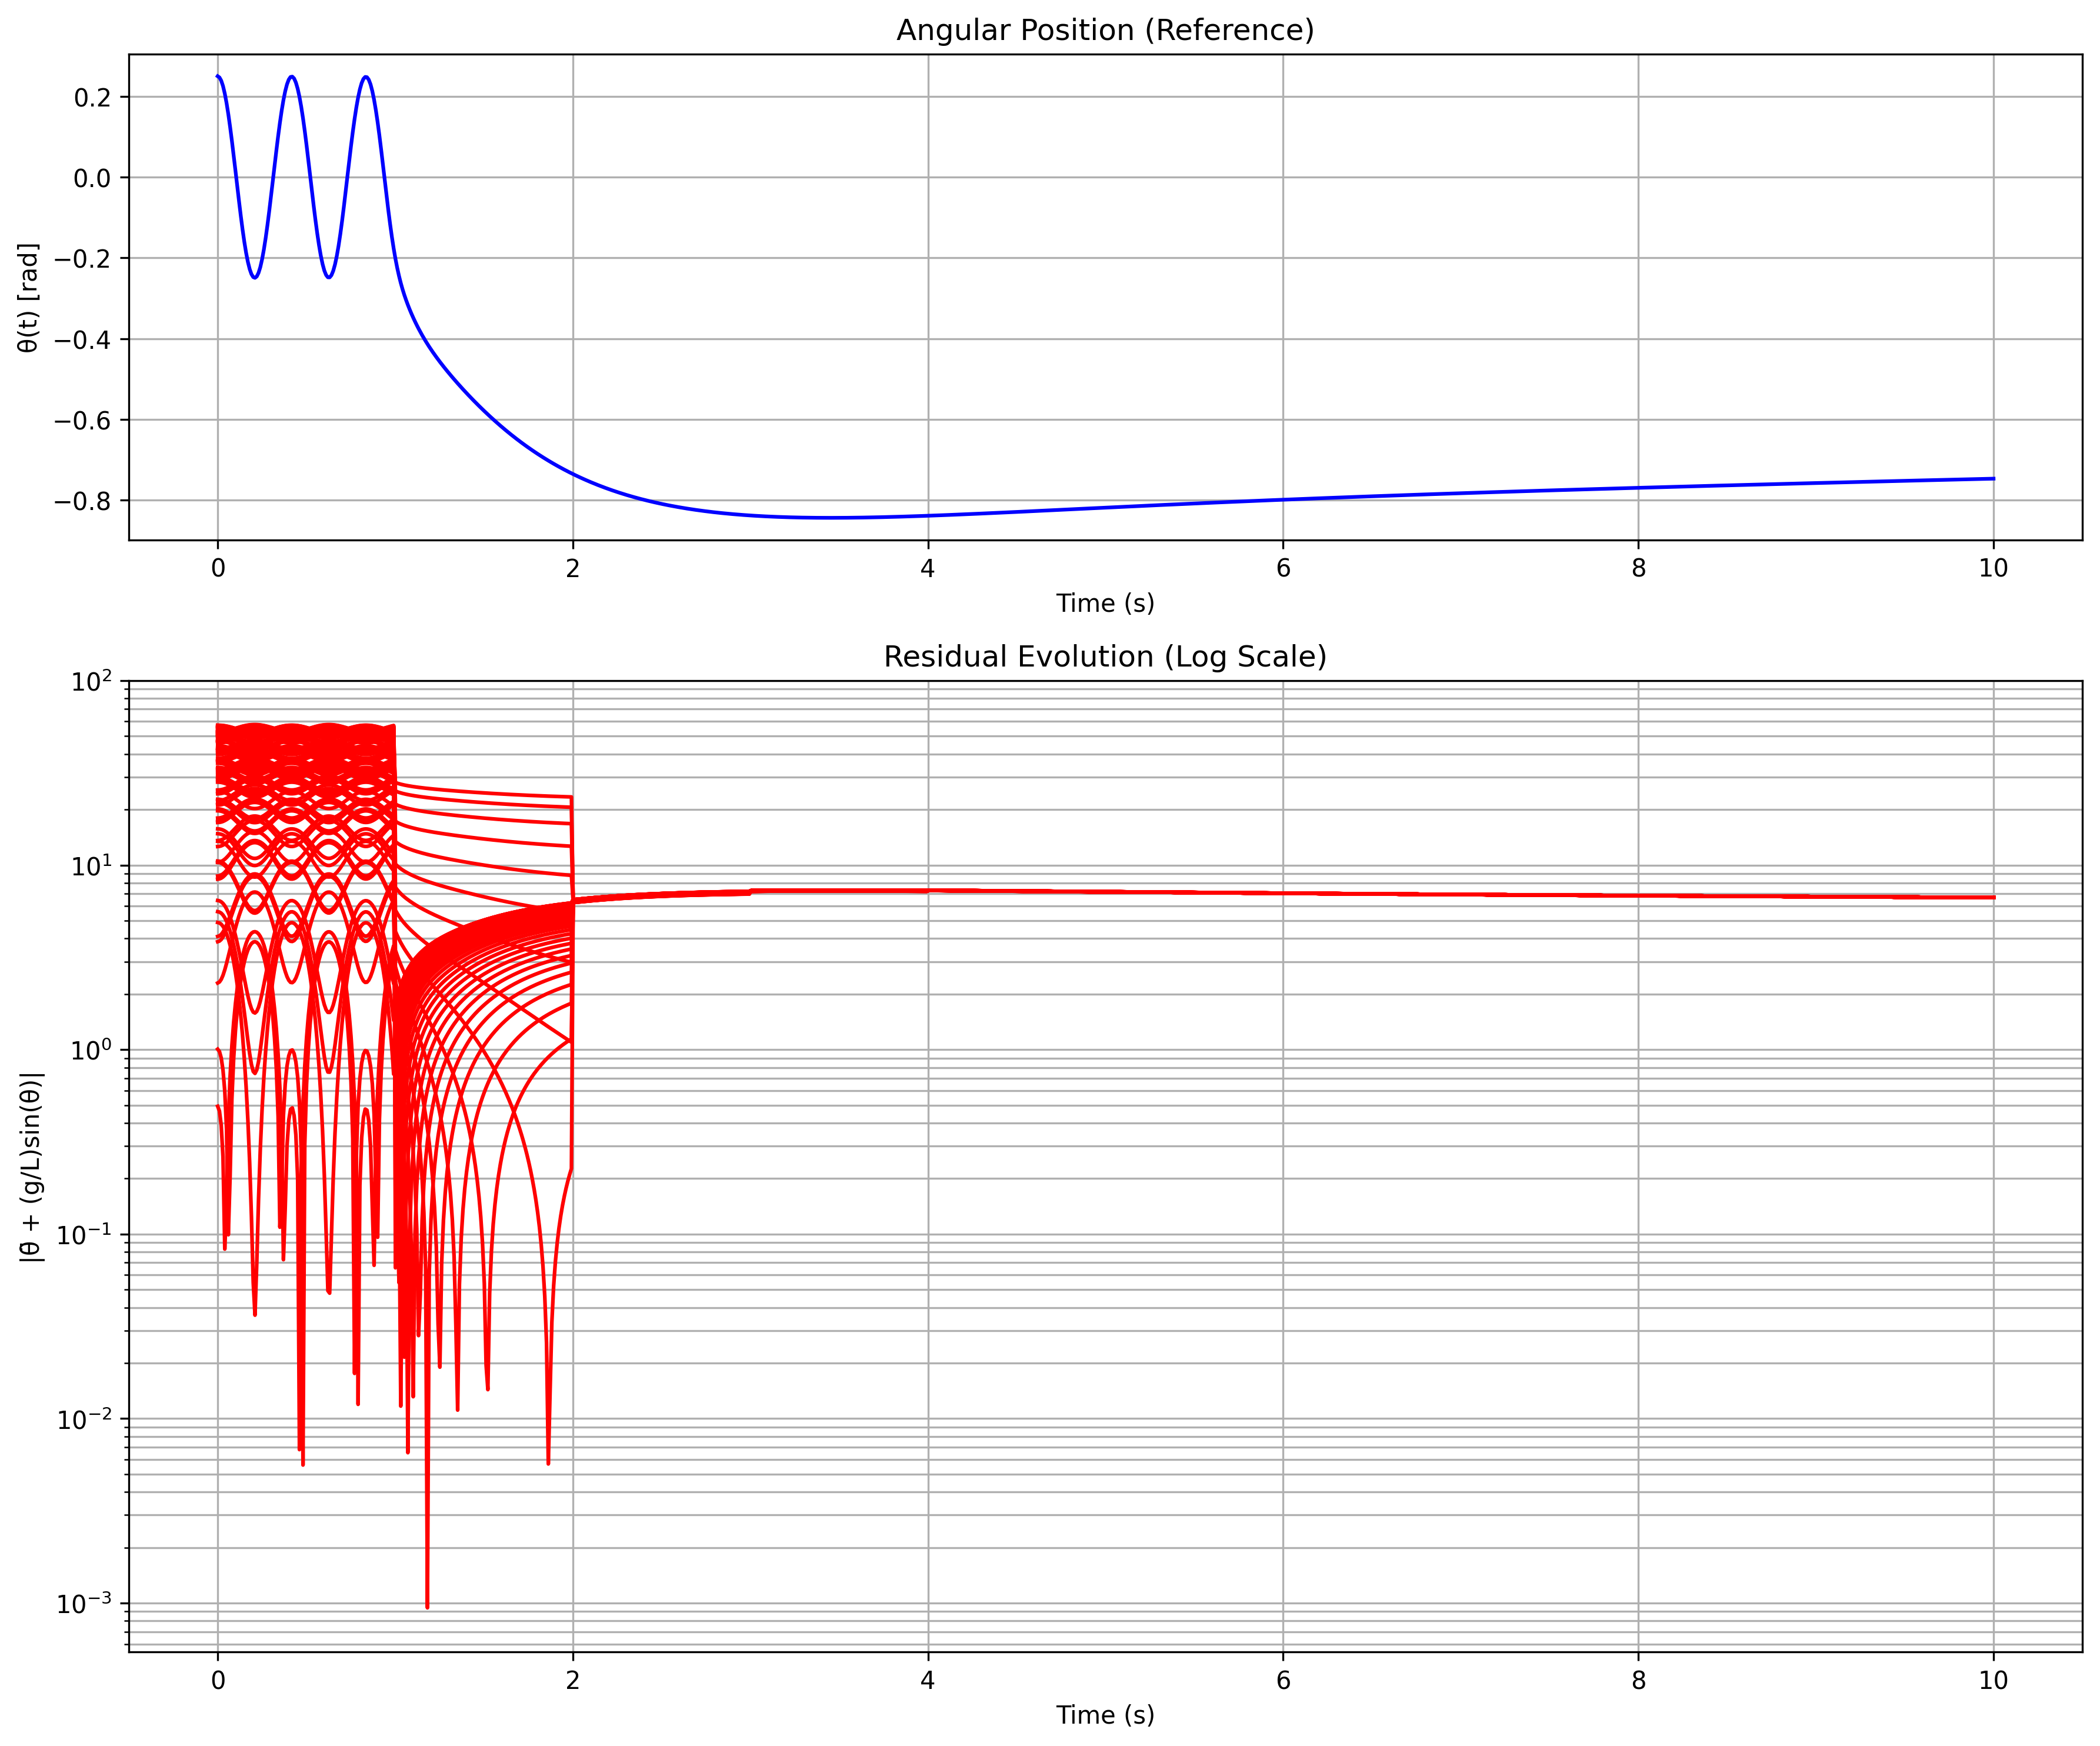 Angular Position (Reference)
θ(t) [rad]
0.2
0.0
−0.2
−0.4
−0.6
−0.8
0 2 4 6 8 10
Time (s)
Residual Evolution (Log Scale)
|θ̈ + (g/L)sin(θ)|
10²
10¹
10⁰
10⁻¹
10⁻²
10⁻³
0 2 4 6 8 10
Time (s)